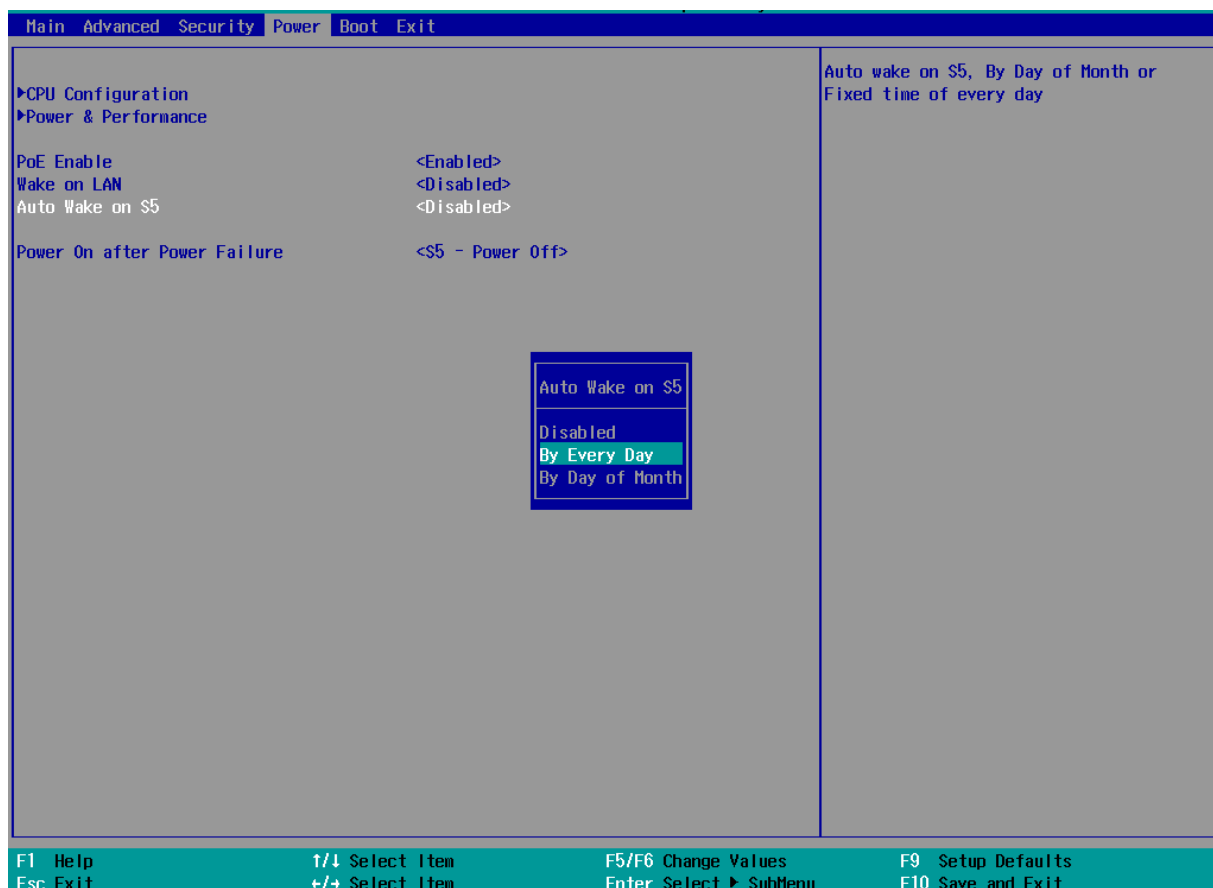 Main Advanced Security Power Boot Exit
Auto wake on S5, By Day of Month or
Fixed time of every day
►CPU Configuration
►Power & Performance
PoE Enable <Enabled>
Wake on LAN <Disabled>
Auto Wake on S5 <Disabled>
Power On after Power Failure <S5 - Power Off>
Auto Wake on S5
Disabled
By Every Day
By Day of Month
F1 Help ↑/↓ Select Item F5/F6 Change Values F9 Setup Defaults
Esc Exit ←/→ Select Item Enter Select ► SubMenu F10 Save and Exit